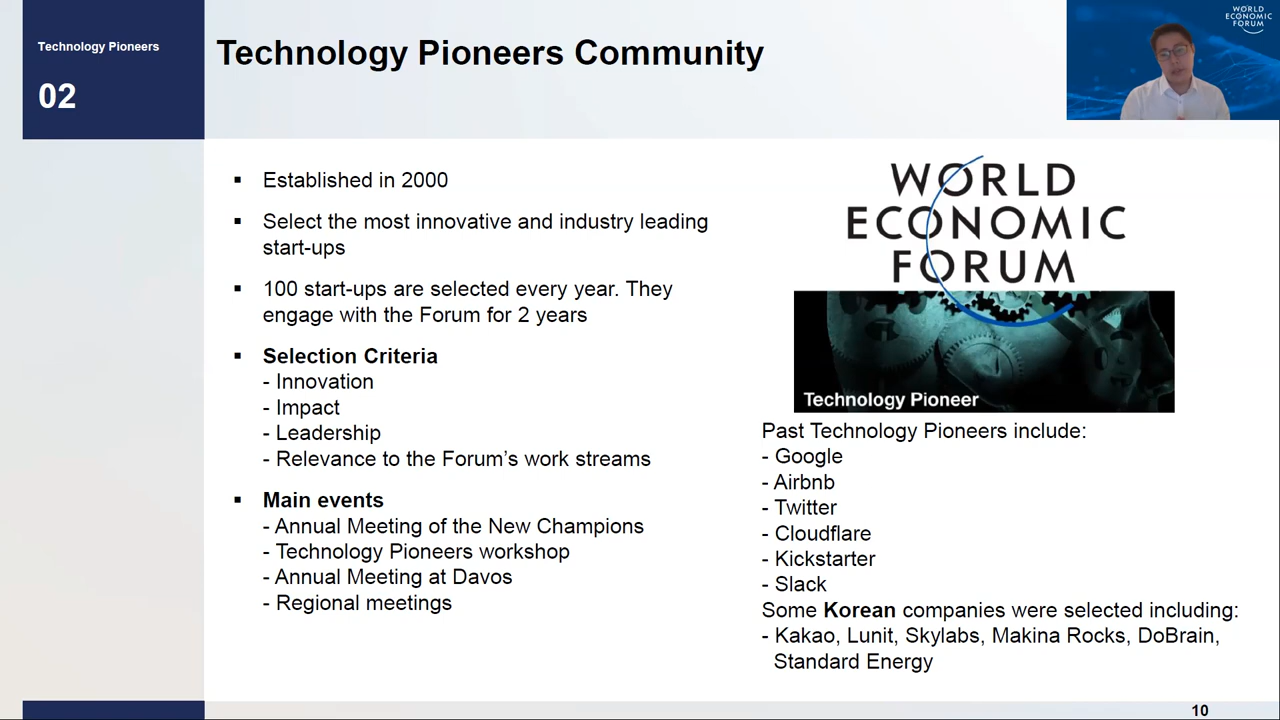 Technology Pioneers
02
Technology Pioneers Community
WORLD
ECONOMIC
FORUM
▪ Established in 2000
▪ Select the most innovative and industry leading
start-ups
▪ 100 start-ups are selected every year. They
engage with the Forum for 2 years
▪ Selection Criteria
- Innovation
- Impact
- Leadership
- Relevance to the Forum’s work streams
▪ Main events
- Annual Meeting of the New Champions
- Technology Pioneers workshop
- Annual Meeting at Davos
- Regional meetings
WORLD
ECONOMIC
FORUM
Technology Pioneer
Past Technology Pioneers include:
- Google
- Airbnb
- Twitter
- Cloudflare
- Kickstarter
- Slack
Some Korean companies were selected including:
- Kakao, Lunit, Skylabs, Makina Rocks, DoBrain,
Standard Energy
10